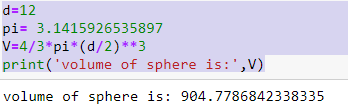 d=12
pi= 3.1415926535897
V=4/3*pi*(d/2)**3
print('volume of sphere is:',V)
volume of sphere is: 904.7786842338335